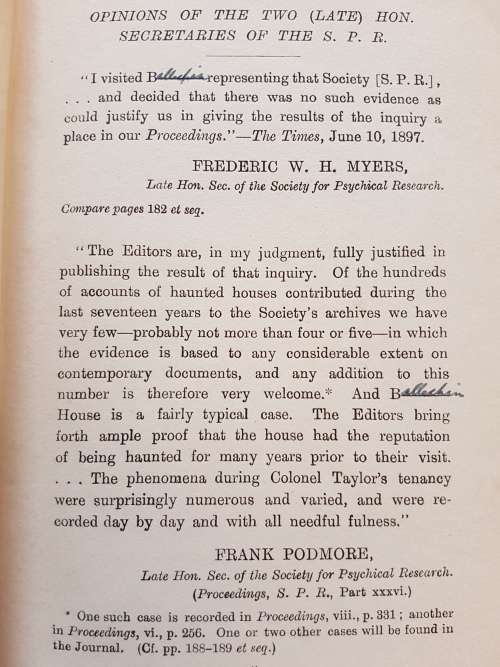 OPINIONS OF THE TWO (LATE) HON.
SECRETARIES OF THE S. P. R.
"I visited Ballechin representing that Society [S. P. R.],
. . . and decided that there was no such evidence as
could justify us in giving the results of the inquiry a
place in our Proceedings."—The Times, June 10, 1897.
FREDERIC W. H. MYERS,
Late Hon. Sec. of the Society for Psychical Research.
Compare pages 182 et seq.
"The Editors are, in my judgment, fully justified in
publishing the result of that inquiry. Of the hundreds
of accounts of haunted houses contributed during the
last seventeen years to the Society's archives we have
very few—probably not more than four or five—in which
the evidence is based to any considerable extent on
contemporary documents, and any addition to this
number is therefore very welcome.* And Ballechin
House is a fairly typical case. The Editors bring
forth ample proof that the house had the reputation
of being haunted for many years prior to their visit.
. . . The phenomena during Colonel Taylor's tenancy
were surprisingly numerous and varied, and were re-
corded day by day and with all needful fulness."
FRANK PODMORE,
Late Hon. Sec. of the Society for Psychical Research.
(Proceedings, S. P. R., Part xxxvi.)
* One such case is recorded in Proceedings, viii., p. 331; another
in Proceedings, vi., p. 256. One or two other cases will be found in
the Journal. (Cf. pp. 188-189 et seq.)